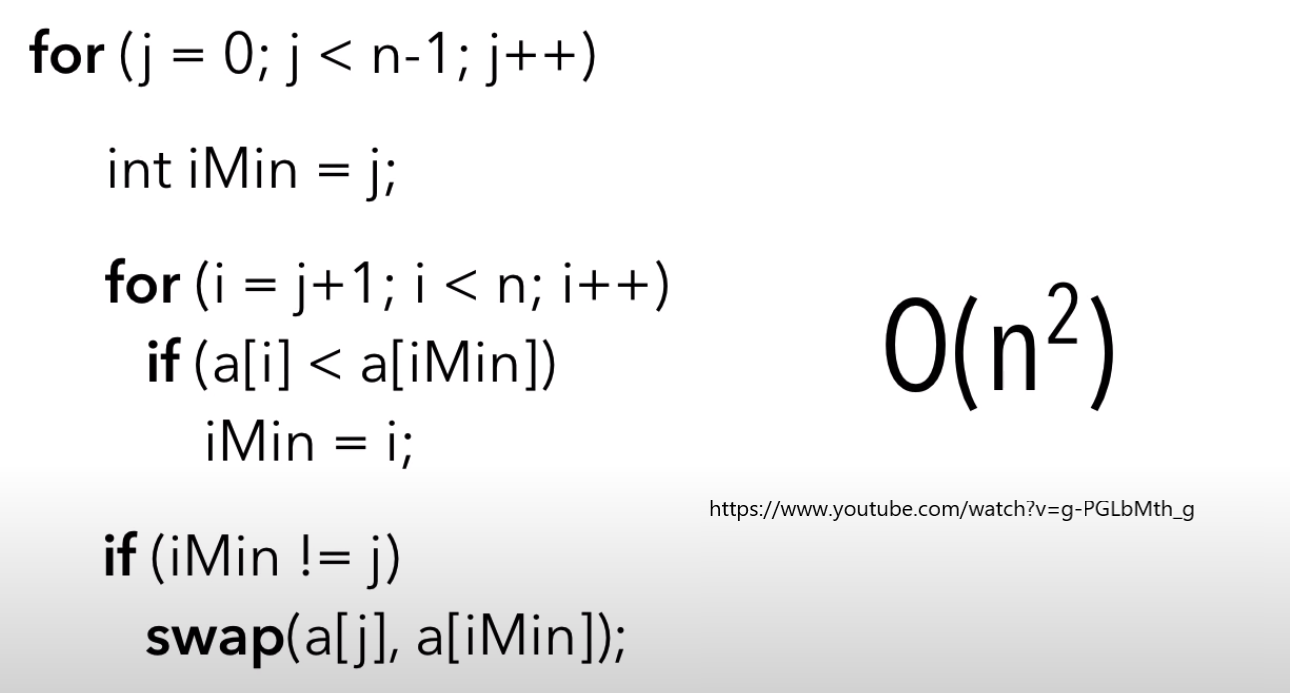 for (j = 0; j < n-1; j++)
int iMin = j;
for (i = j+1; i < n; i++)
if (a[i] < a[iMin])
iMin = i;
if (iMin != j)
swap(a[j], a[iMin]);
O(n²)
https://www.youtube.com/watch?v=g-PGLbMth_g